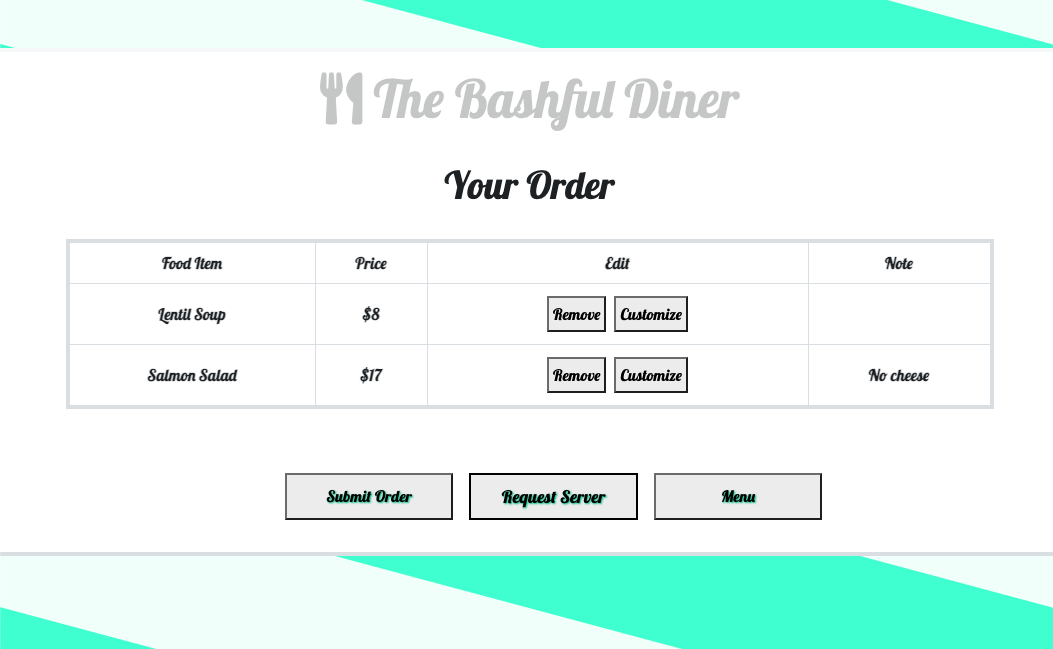 The Bashful Diner
Your Order
Food Item Price Edit Note
Lentil Soup $8 Remove Customize
Salmon Salad $17 Remove Customize No cheese
Submit Order Request Server Menu